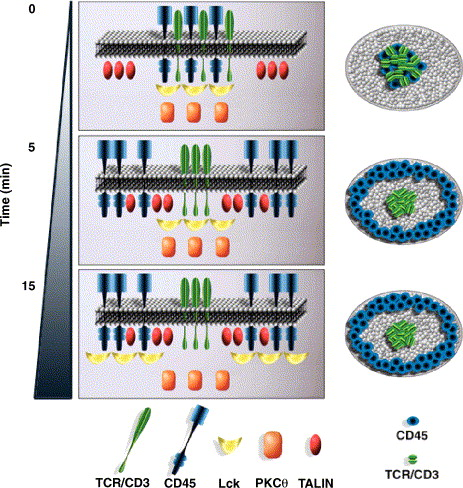 0
5
Time (min)
15
TCR/CD3 CD45 Lck PKCθ TALIN
CD45
TCR/CD3